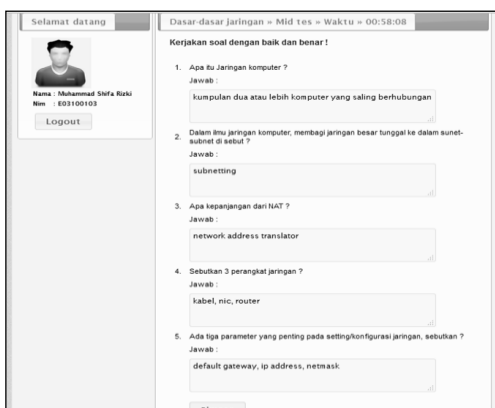 Selamat datang
Nama : Muhammad Shifa Rizki
Nim : E03100103
Logout
Dasar-dasar jaringan » Mid tes » Waktu » 00:58:08
Kerjakan soal dengan baik dan benar !
1. Apa itu Jaringan komputer ?
Jawab :
kumpulan dua atau lebih komputer yang saling berhubungan
2. Dalam ilmu jaringan komputer, membagi jaringan besar tunggal ke dalam sunet-
subnet di sebut ?
Jawab :
subnetting
3. Apa kepanjangan dari NAT ?
Jawab :
network address translator
4. Sebutkan 3 perangkat jaringan ?
Jawab :
kabel, nic, router
5. Ada tiga parameter yang penting pada setting/konfigurasi jaringan, sebutkan ?
Jawab :
default gateway, ip address, netmask